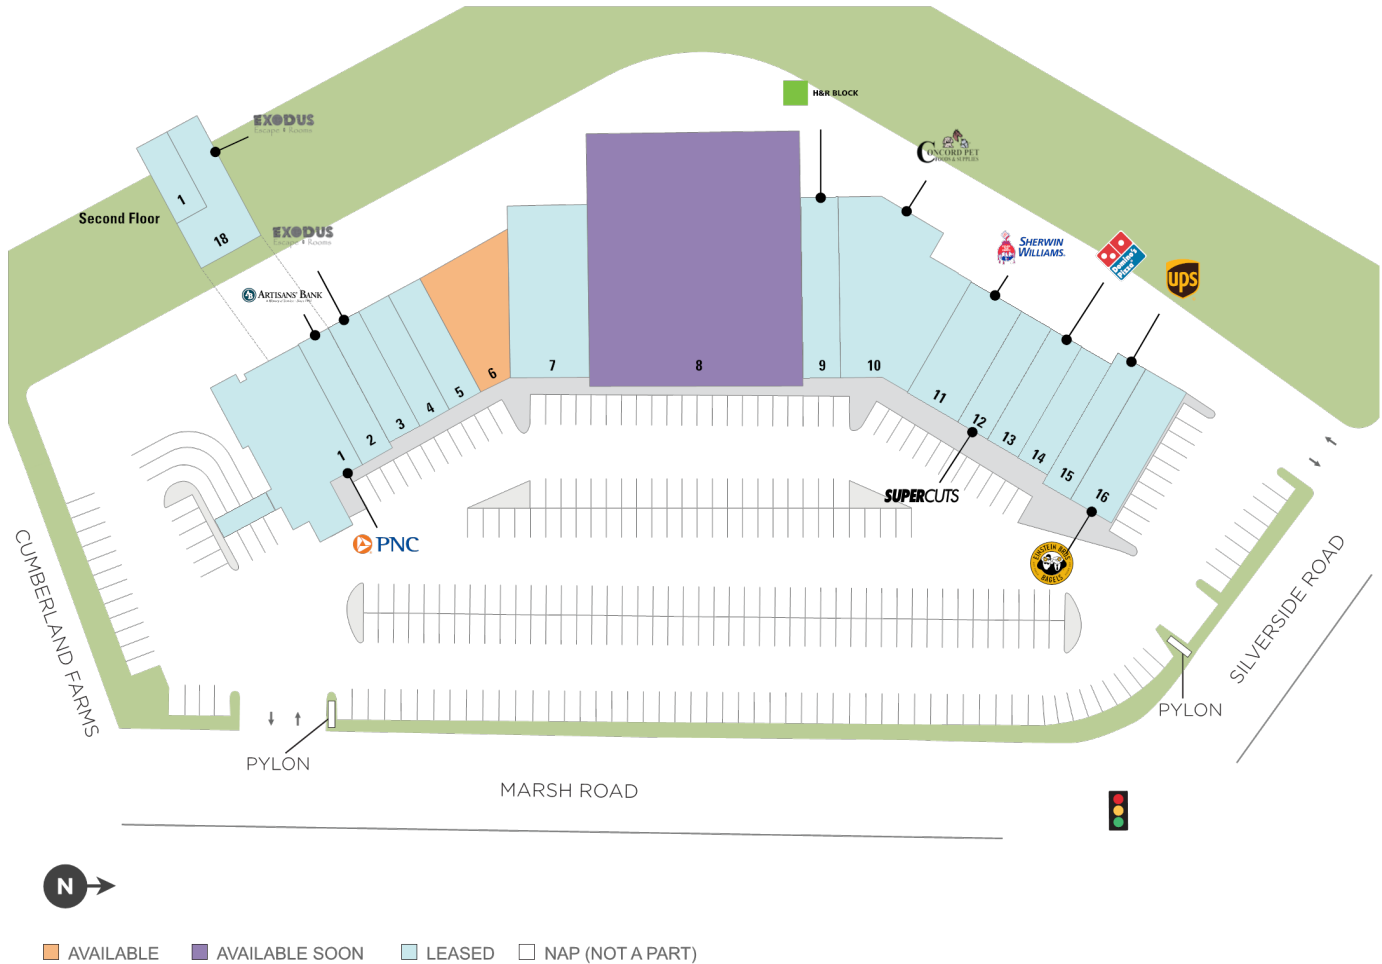 H&R BLOCK
EXODUS
Escape Rooms
CONCORD PET
FOODS & SUPPLIES
1
Second Floor
18
EXODUS
Escape Rooms
SHERWIN
WILLIAMS.
Domino's
Pizza
ups
ARTISANS' BANK
7
8
9
10
6
5
4
3
2
1
11
12
13
14
15
16
SUPERCUTS
PNC
EINSTEIN BROS
BAGELS
CUMBERLAND FARMS
SILVERSIDE ROAD
PYLON
PYLON
MARSH ROAD
N
AVAILABLE
AVAILABLE SOON
LEASED
NAP (NOT A PART)